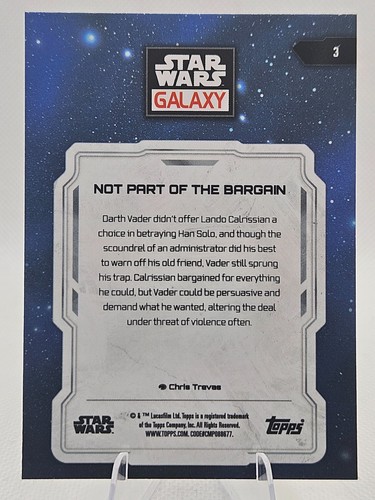 3
STAR
WARS
GALAXY
NOT PART OF THE BARGAIN
Darth Vader didn't offer Lando Calrissian a
choice in betraying Han Solo, and though the
scoundrel of an administrator did his best
to warn off his old friend, Vader still sprung
his trap. Calrissian bargained for everything
he could, but Vader could be persuasive and
demand what he wanted, altering the deal
under threat of violence often.
Chris Trevas
STAR
WARS
© & ™ Lucasfilm Ltd. Topps is a registered trademark
of the Topps Company, Inc. All Rights Reserved.
WWW.TOPPS.COM. CODE#CMP088677.
Topps